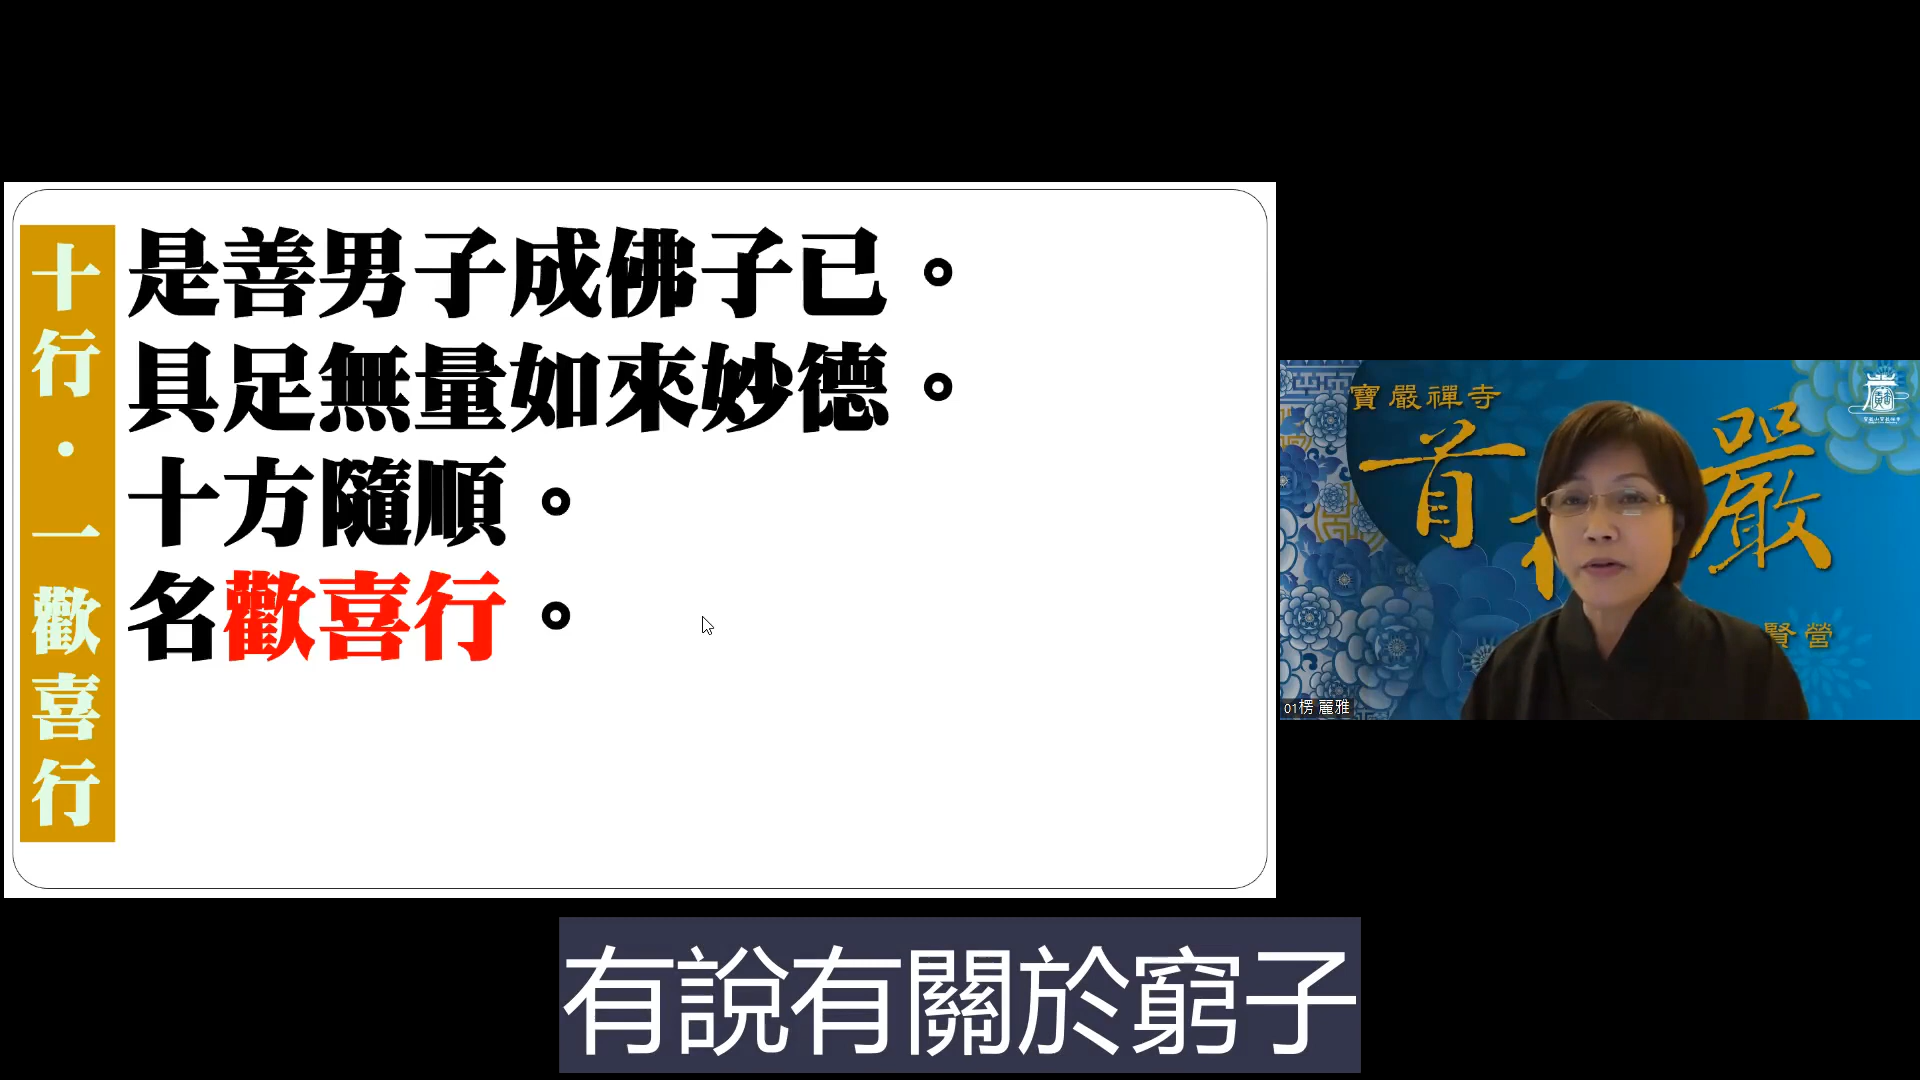 十行・一歡喜行
是善男子成佛子已。
具足無量如來妙德。
十方隨順。
名歡喜行。
寶嚴禪寺
首
嚴
賢營
01楞 麗雅
有說有關於窮子